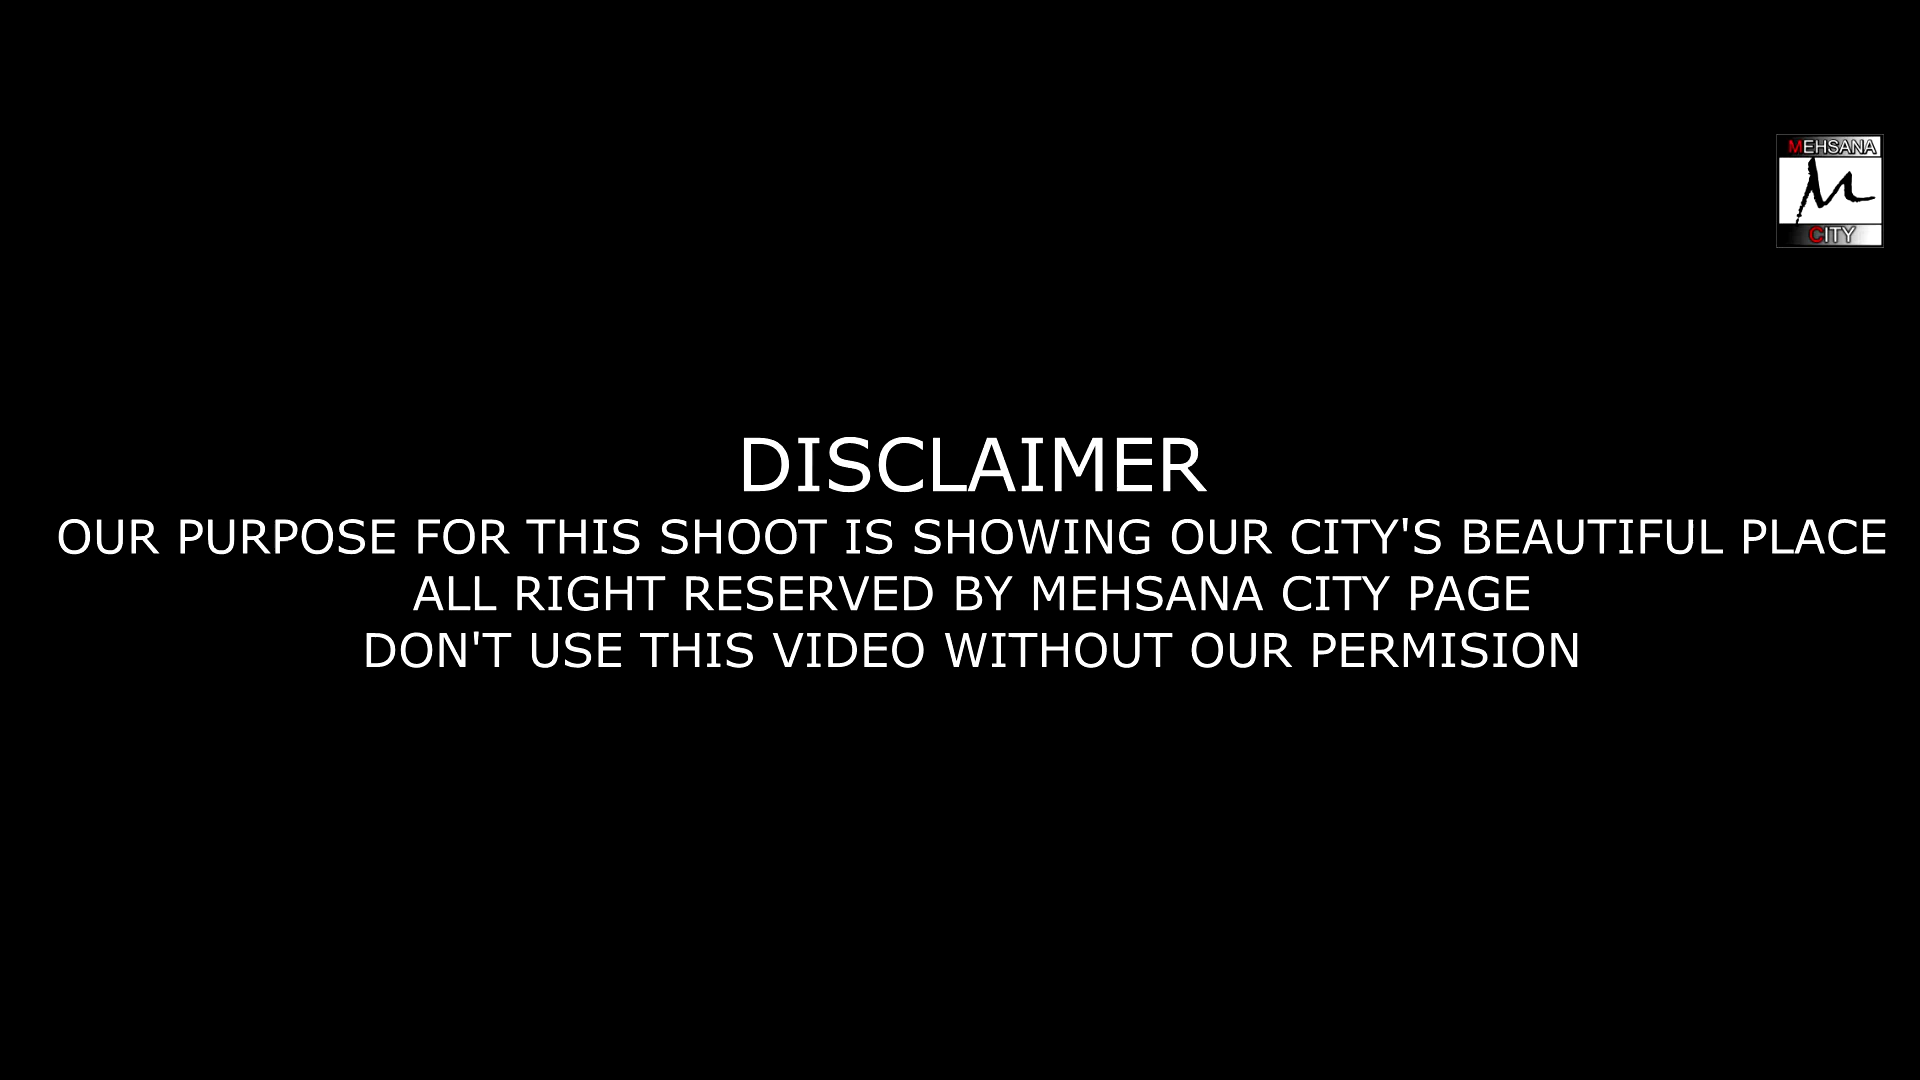 MEHSANA
M
CITY
DISCLAIMER
OUR PURPOSE FOR THIS SHOOT IS SHOWING OUR CITY'S BEAUTIFUL PLACE
ALL RIGHT RESERVED BY MEHSANA CITY PAGE
DON'T USE THIS VIDEO WITHOUT OUR PERMISION